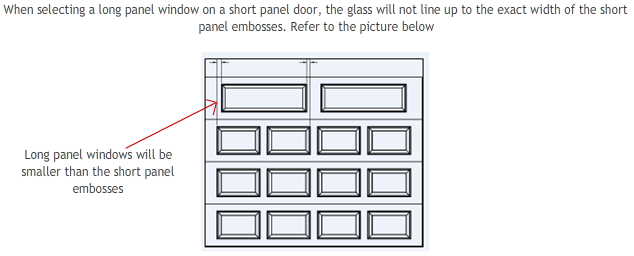 When selecting a long panel window on a short panel door, the glass will not line up to the exact width of the short
panel embosses. Refer to the picture below
Long panel windows will be
smaller than the short panel
embosses